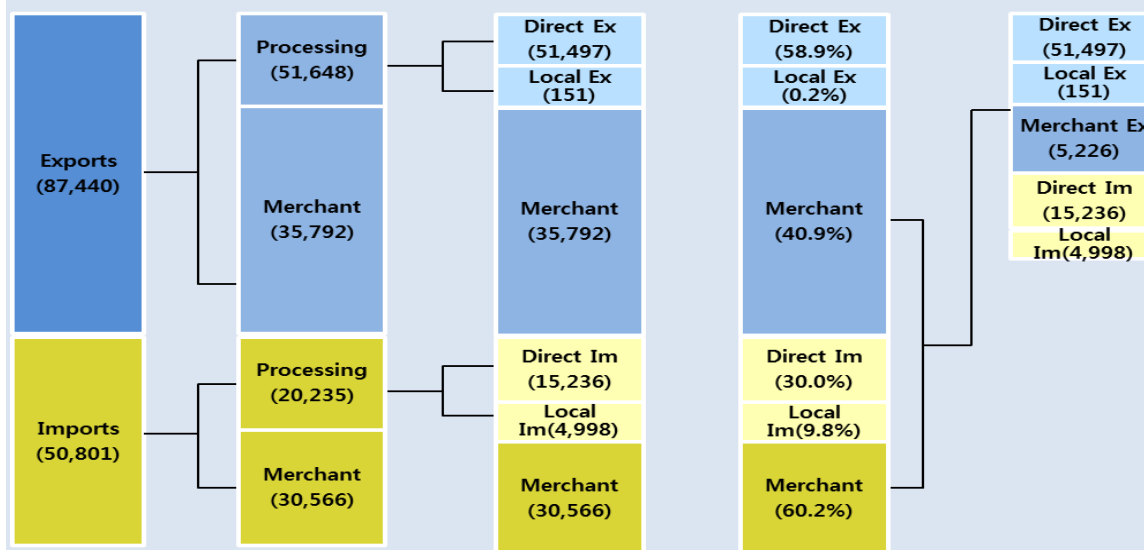 Exports
(87,440)
Imports
(50,801)
Processing
(51,648)
Merchant
(35,792)
Processing
(20,235)
Merchant
(30,566)
Direct Ex
(51,497)
Local Ex
(151)
Merchant
(35,792)
Direct Im
(15,236)
Local
Im(4,998)
Merchant
(30,566)
Direct Ex
(58.9%)
Local Ex
(0.2%)
Merchant
(40.9%)
Direct Im
(30.0%)
Local
Im(9.8%)
Merchant
(60.2%)
Direct Ex
(51,497)
Local Ex
(151)
Merchant Ex
(5,226)
Direct Im
(15,236)
Local
Im(4,998)